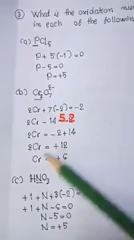 ③ What is the oxidation num
in each of the following
(a) PCl₅
P + 5(-1) = 0
P - 5 = 0
P = +5
(b) Cr₂O₇²⁻
2Cr + 7(-2) = -2
2Cr - 14 5.2
2Cr = -2 + 14
2Cr = +12
Cr + 6
(c) HNO₃
+1 + N + 3(-2) =
+1 + N - 6 = 0
N - 5 = 0
N = +5